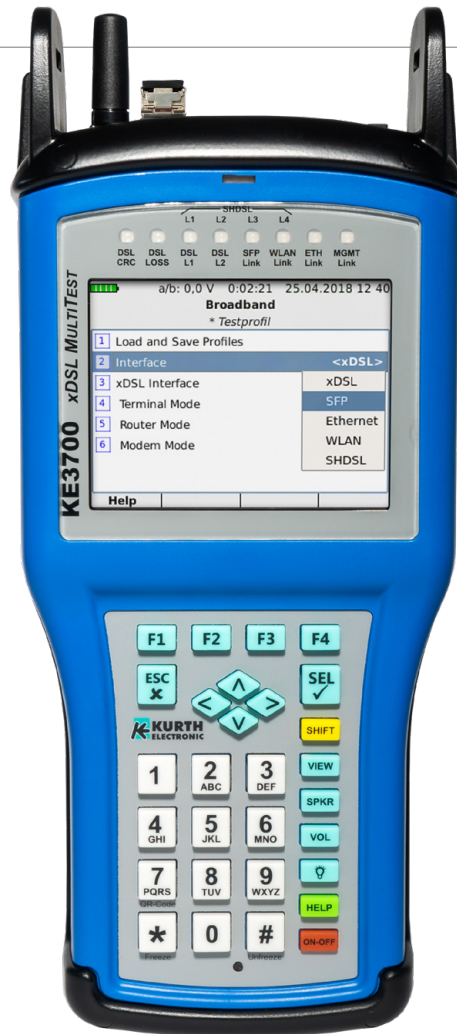 SHDSL
L1 L2 L3 L4
DSL CRC
DSL LOSS
DSL L1
DSL L2
SFP Link
WLAN Link
ETH Link
MGMT Link
KE3700 xDSL MULTITEST
a/b: 0,0 V 0:02:21 25.04.2018 12 40
Broadband
* Testprofil
1 Load and Save Profiles
2 Interface <xDSL>
3 xDSL Interface
4 Terminal Mode
5 Router Mode
6 Modem Mode
xDSL
SFP
Ethernet
WLAN
SHDSL
Help
F1 F2 F3 F4
ESC
SEL
KURTH
ELECTRONIC
SHIFT
1
2 ABC
3 DEF
VIEW
SPKR
4 GHI
5 JKL
6 MNO
VOL
7 PQRS
8 TUV
9 WXYZ
QR-Code
HELP
* 0 #
ON-OFF
Freeze
Unfreeze